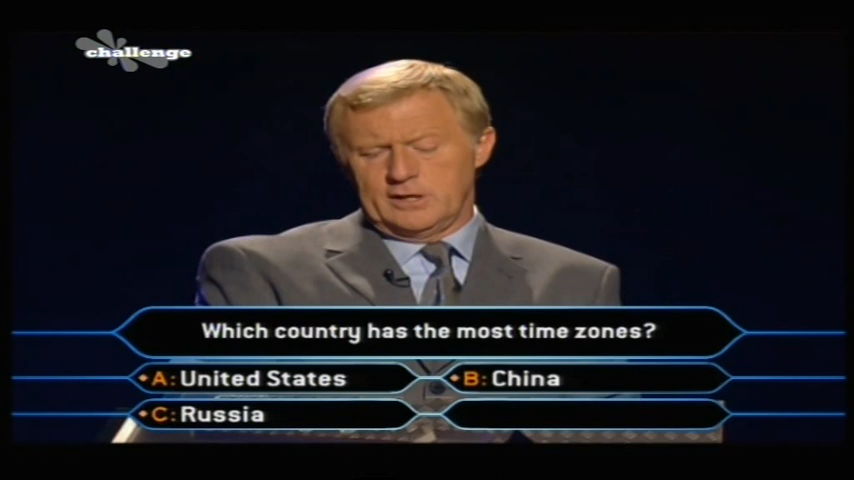 challenge
Which country has the most time zones?
A: United States
B: China
C: Russia